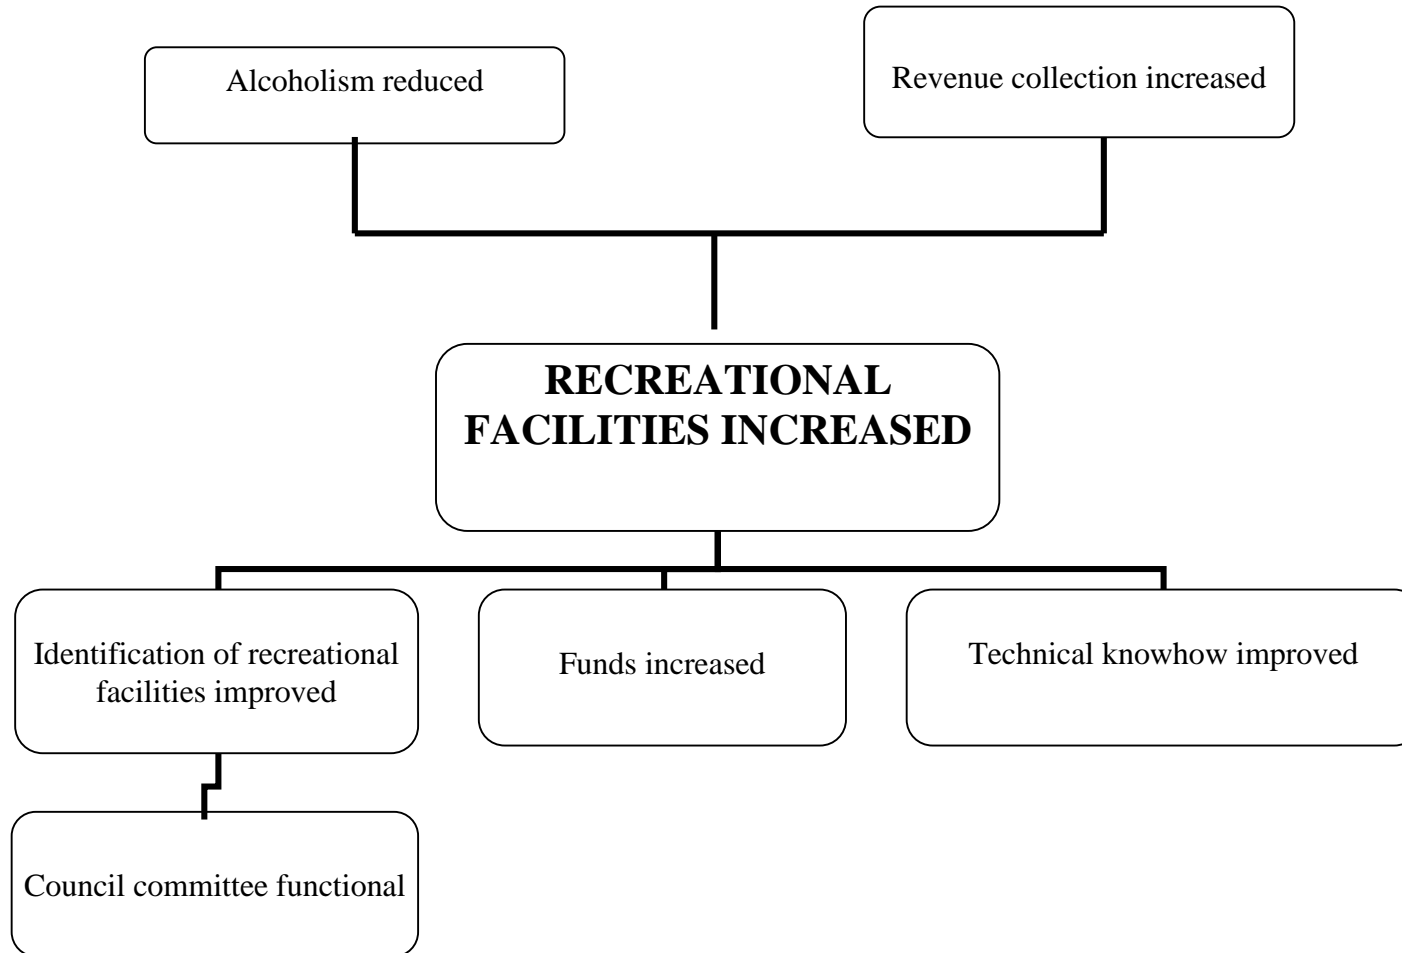 Alcoholism reduced
Revenue collection increased
RECREATIONAL
FACILITIES INCREASED
Identification of recreational
facilities improved
Funds increased
Technical knowhow improved
Council committee functional